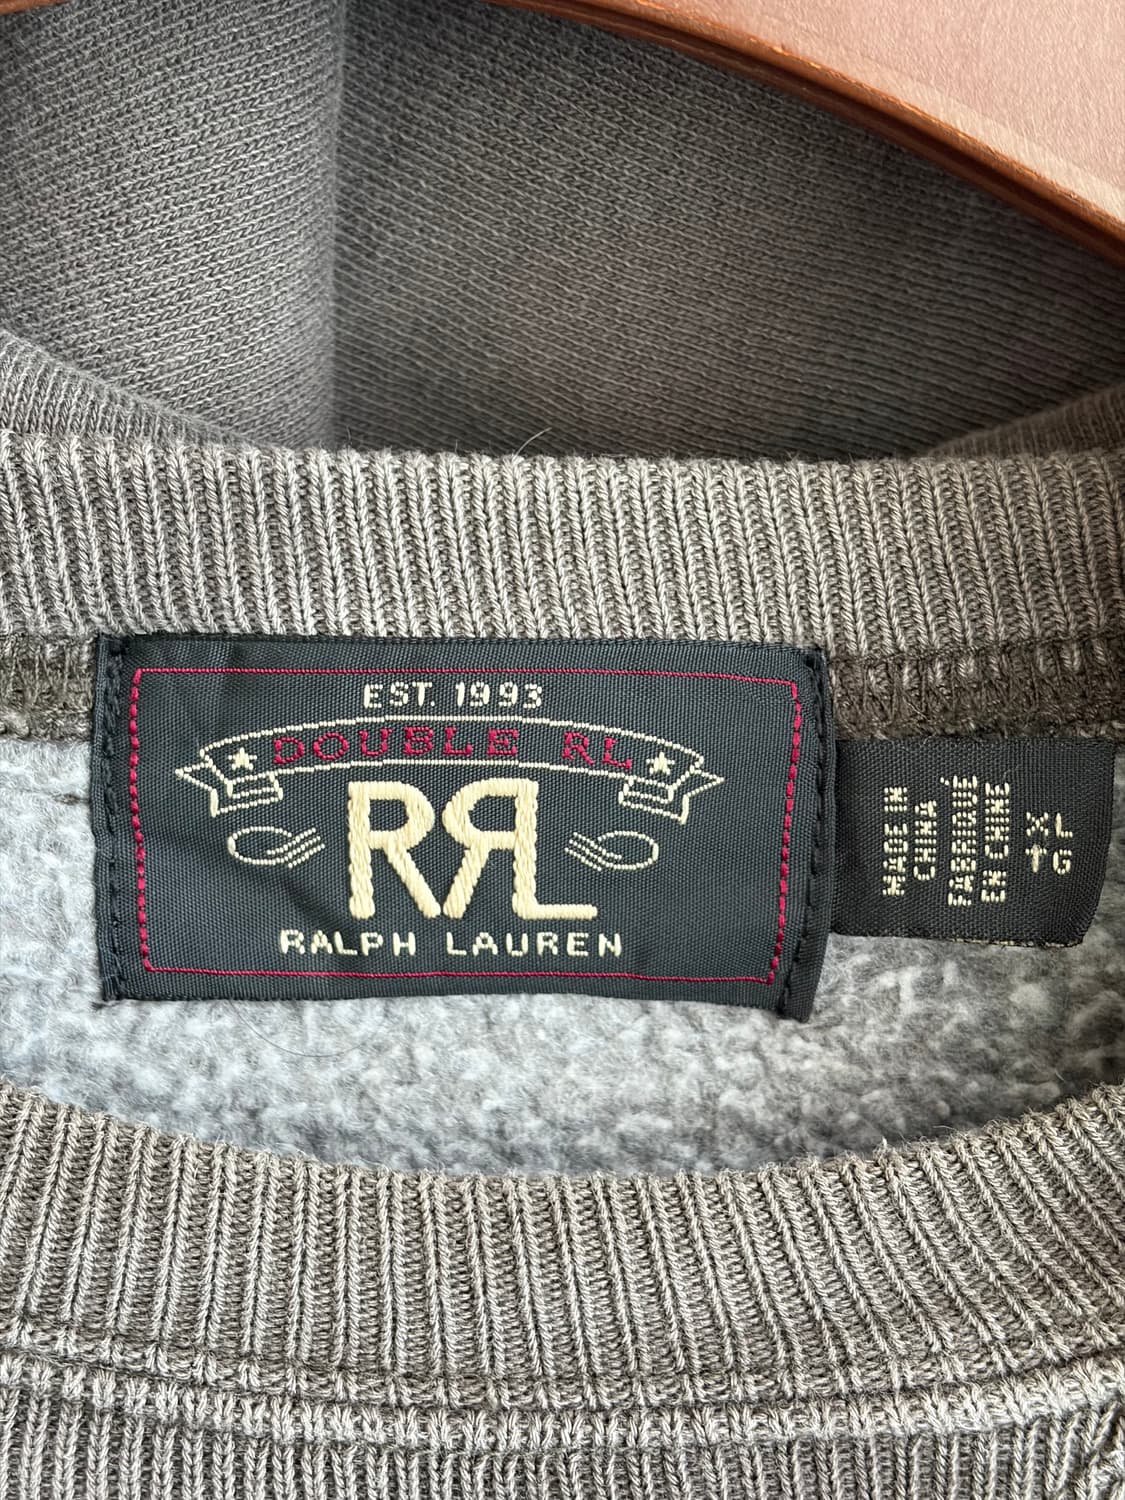 EST. 1993
DOUBLE RL
RRL
RALPH LAUREN
MADE IN
CHINA
FABRIQUÉ
EN CHINE
XL
TG